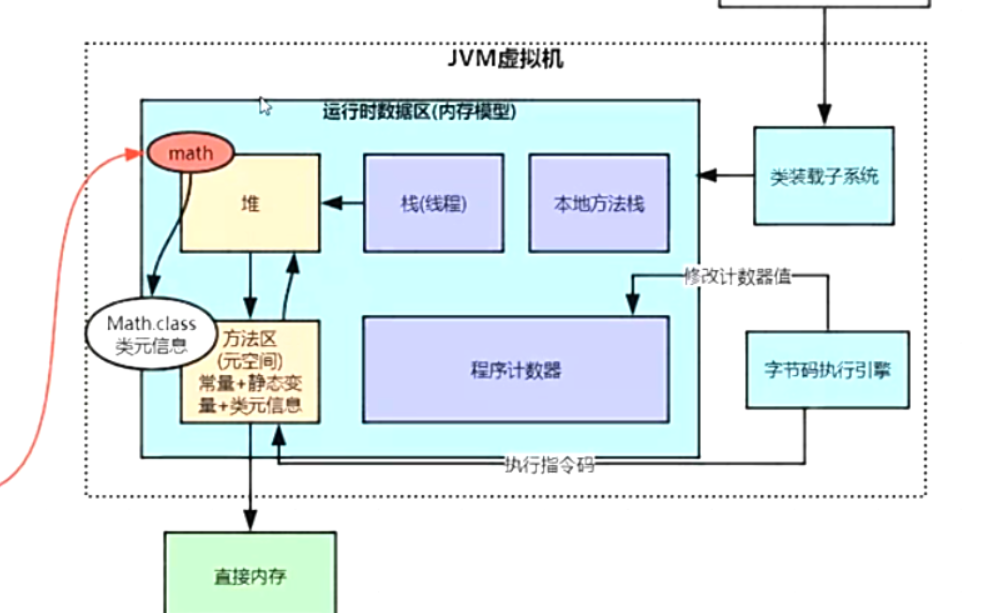 JVM虚拟机
运行时数据区(内存模型)
math
堆
栈(线程)
本地方法栈
类装载子系统
修改计数器值
Math.class
类元信息
方法区
(元空间)
常量+静态变
量+类元信息
程序计数器
字节码执行引擎
执行指令码
直接内存